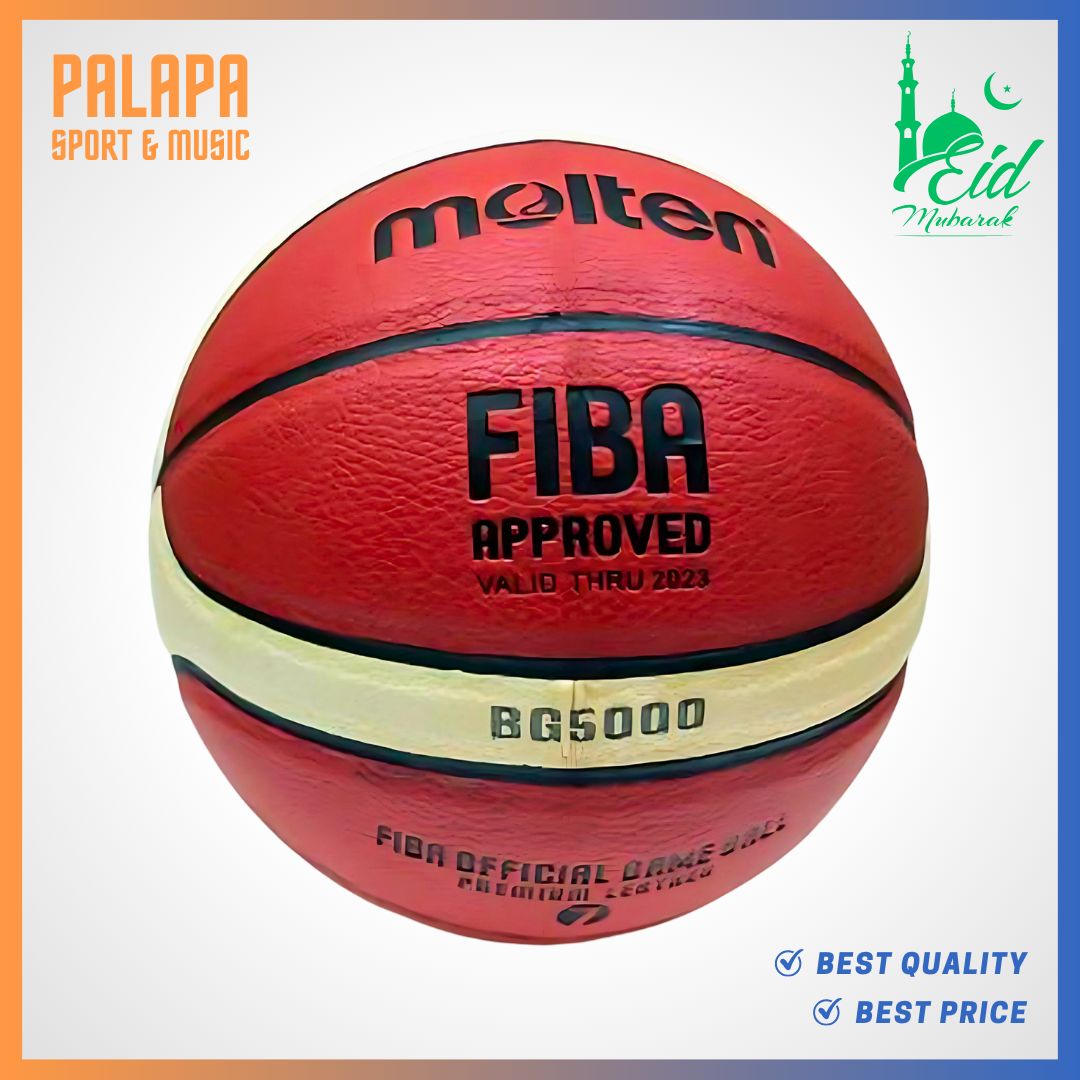 PALAPA
SPORT & MUSIC
Eid
Mubarak
molten
FIBA
APPROVED
VALID THRU 2023
BG5000
FIBA OFFICIAL GAME BALL
PREMIUM
7
BEST QUALITY
BEST PRICE